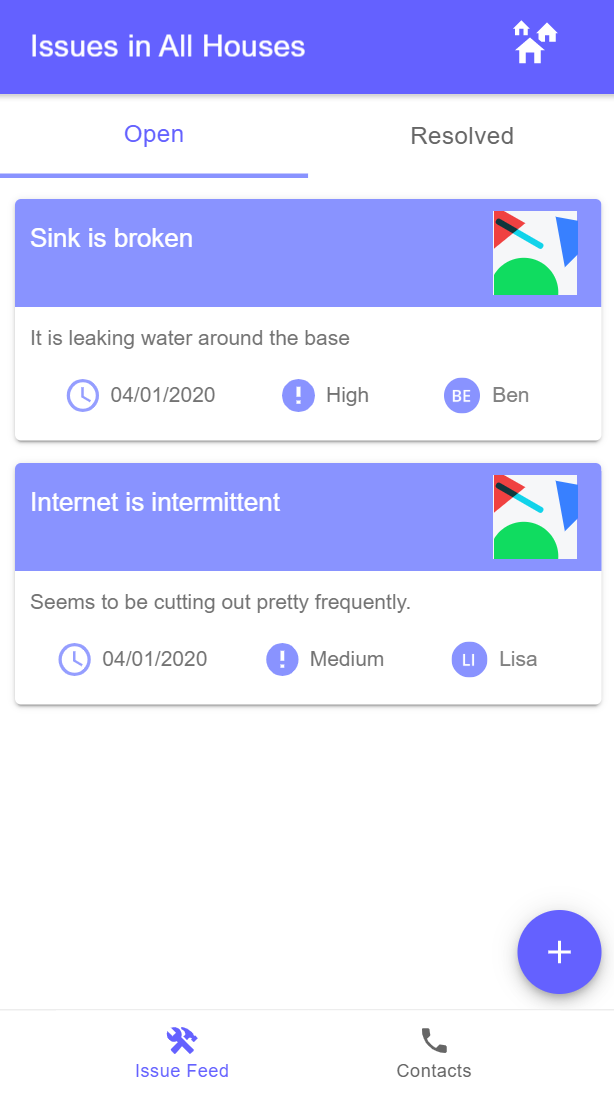 Issues in All Houses
Open
Resolved
Sink is broken
It is leaking water around the base
04/01/2020
High
BE
Ben
Internet is intermittent
Seems to be cutting out pretty frequently.
04/01/2020
Medium
LI
Lisa
Issue Feed
Contacts